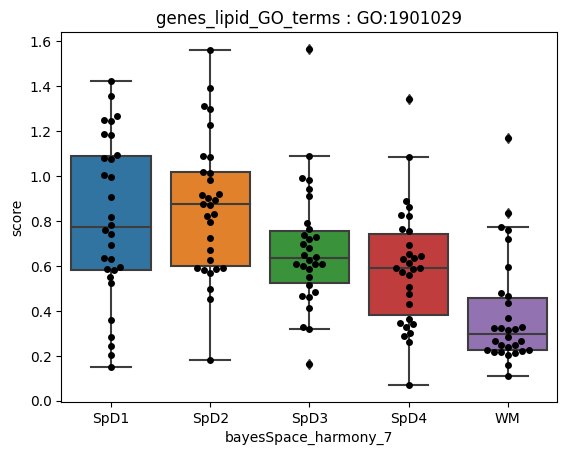 genes_lipid_GO_terms : GO:1901029
score
1.6
1.4
1.2
1.0
0.8
0.6
0.4
0.2
0.0
SpD1 SpD2 SpD3 SpD4 WM
bayesSpace_harmony_7